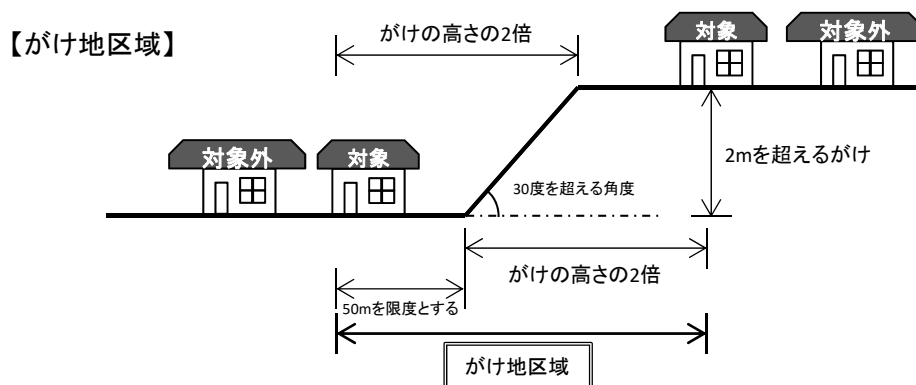 【がけ地区域】
がけの高さの2倍
対象
対象外
対象外
対象
2mを超えるがけ
30度を超える角度
がけの高さの2倍
50mを限度とする
がけ地区域